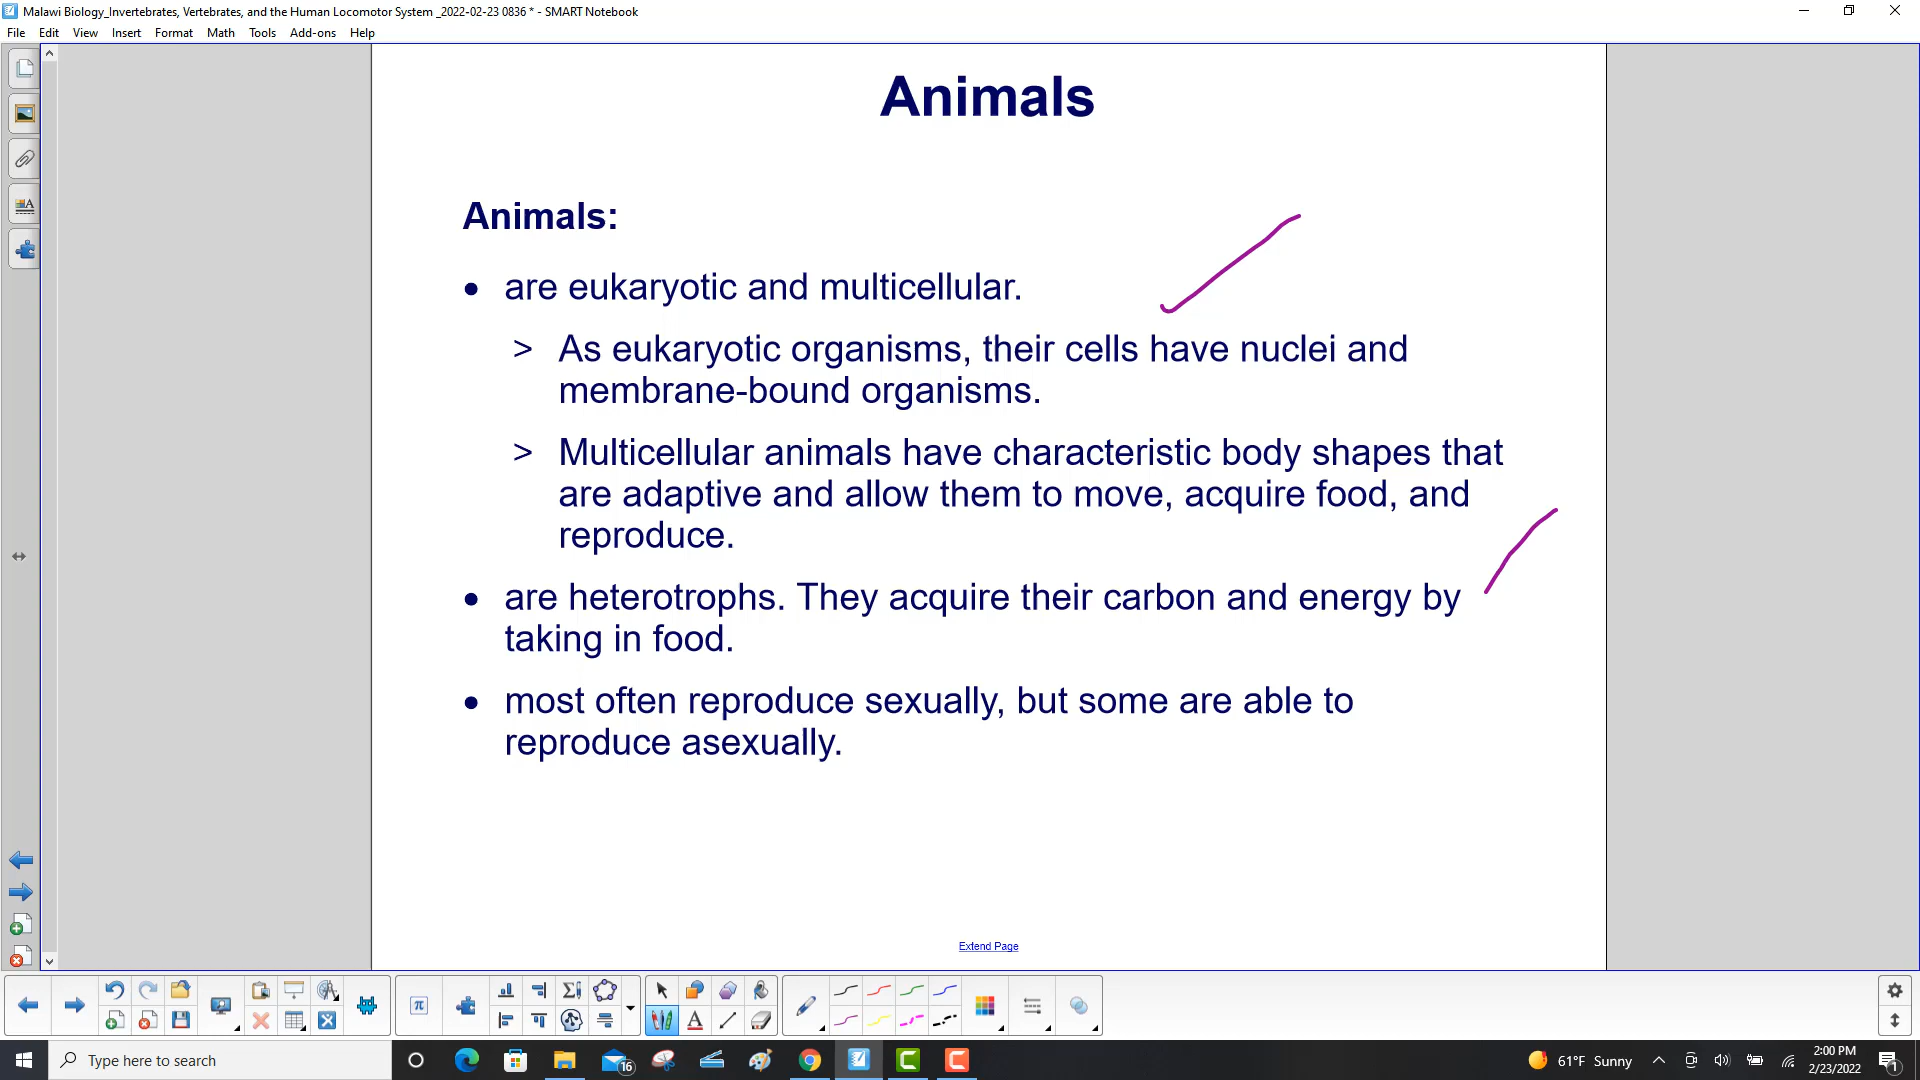 Malawi Biology_Invertebrates, Vertebrates, and the Human Locomotor System _2022-02-23 0836 * - SMART Notebook
File Edit View Insert Format Math Tools Add-ons Help
Animals
Animals:
• are eukaryotic and multicellular.
> As eukaryotic organisms, their cells have nuclei and
membrane-bound organisms.
> Multicellular animals have characteristic body shapes that
are adaptive and allow them to move, acquire food, and
reproduce.
• are heterotrophs. They acquire their carbon and energy by
taking in food.
• most often reproduce sexually, but some are able to
reproduce asexually.
Extend Page
Type here to search
16
61°F Sunny
2:00 PM
2/23/2022
1